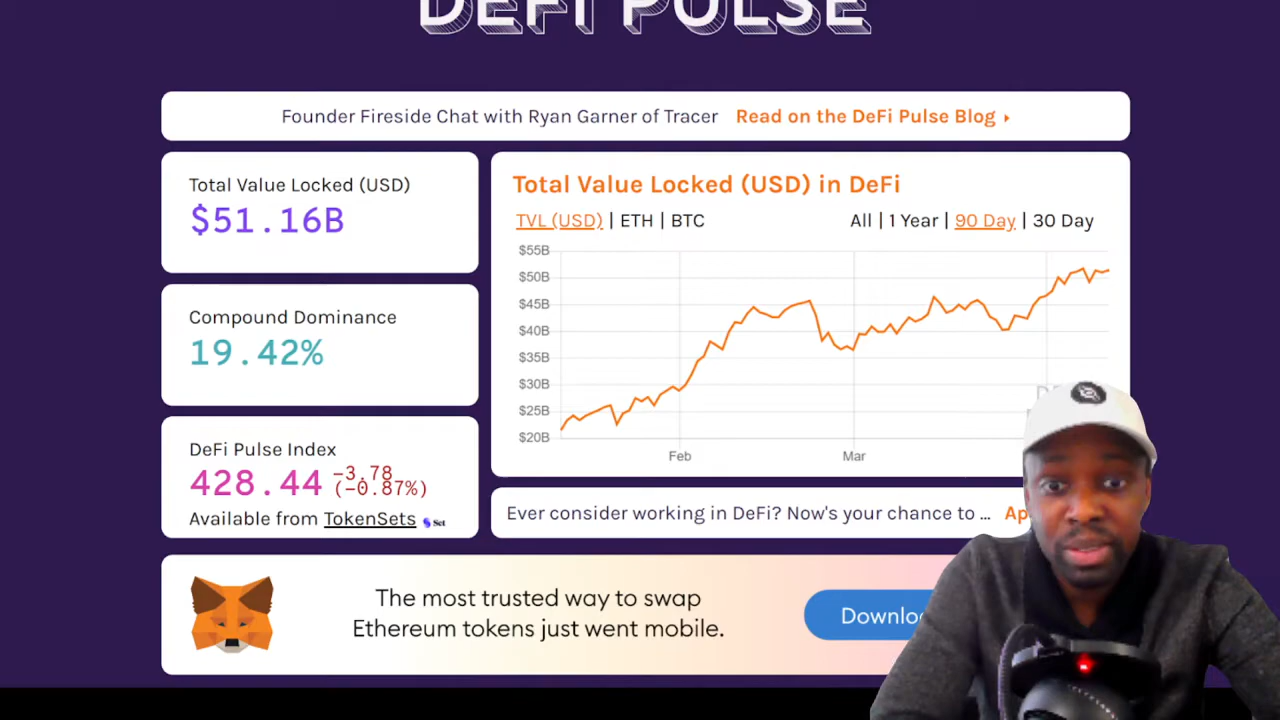 DEFI PULSE
Founder Fireside Chat with Ryan Garner of Tracer Read on the DeFi Pulse Blog
Total Value Locked (USD)
$51.16B
Compound Dominance
19.42%
DeFi Pulse Index
428.44 -3.78 (-0.87%)
Available from TokenSets Set
Total Value Locked (USD) in DeFi
TVL (USD) | ETH | BTC All | 1 Year | 90 Day | 30 Day
$55B
$50B
$45B
$40B
$35B
$30B
$25B
$20B
Feb Mar
Ever consider working in DeFi? Now's your chance to ...
The most trusted way to swap
Ethereum tokens just went mobile.